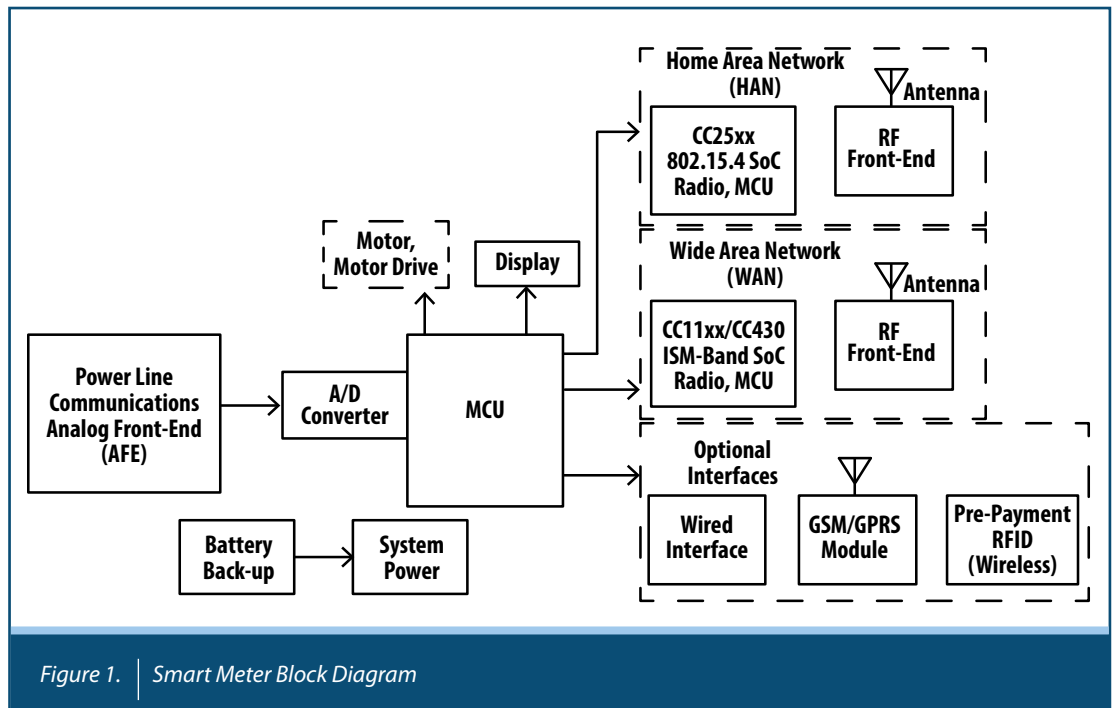 Home Area Network
(HAN)
Antenna
CC25xx
802.15.4 SoC
Radio, MCU
RF
Front-End
Wide Area Network
(WAN)
Antenna
CC11xx/CC430
ISM-Band SoC
Radio, MCU
RF
Front-End
Motor,
Motor Drive
Display
Power Line
Communications
Analog Front-End
(AFE)
A/D
Converter
MCU
Optional
Interfaces
Wired
Interface
GSM/GPRS
Module
Pre-Payment
RFID
(Wireless)
Battery
Back-up
System
Power
Figure 1. Smart Meter Block Diagram